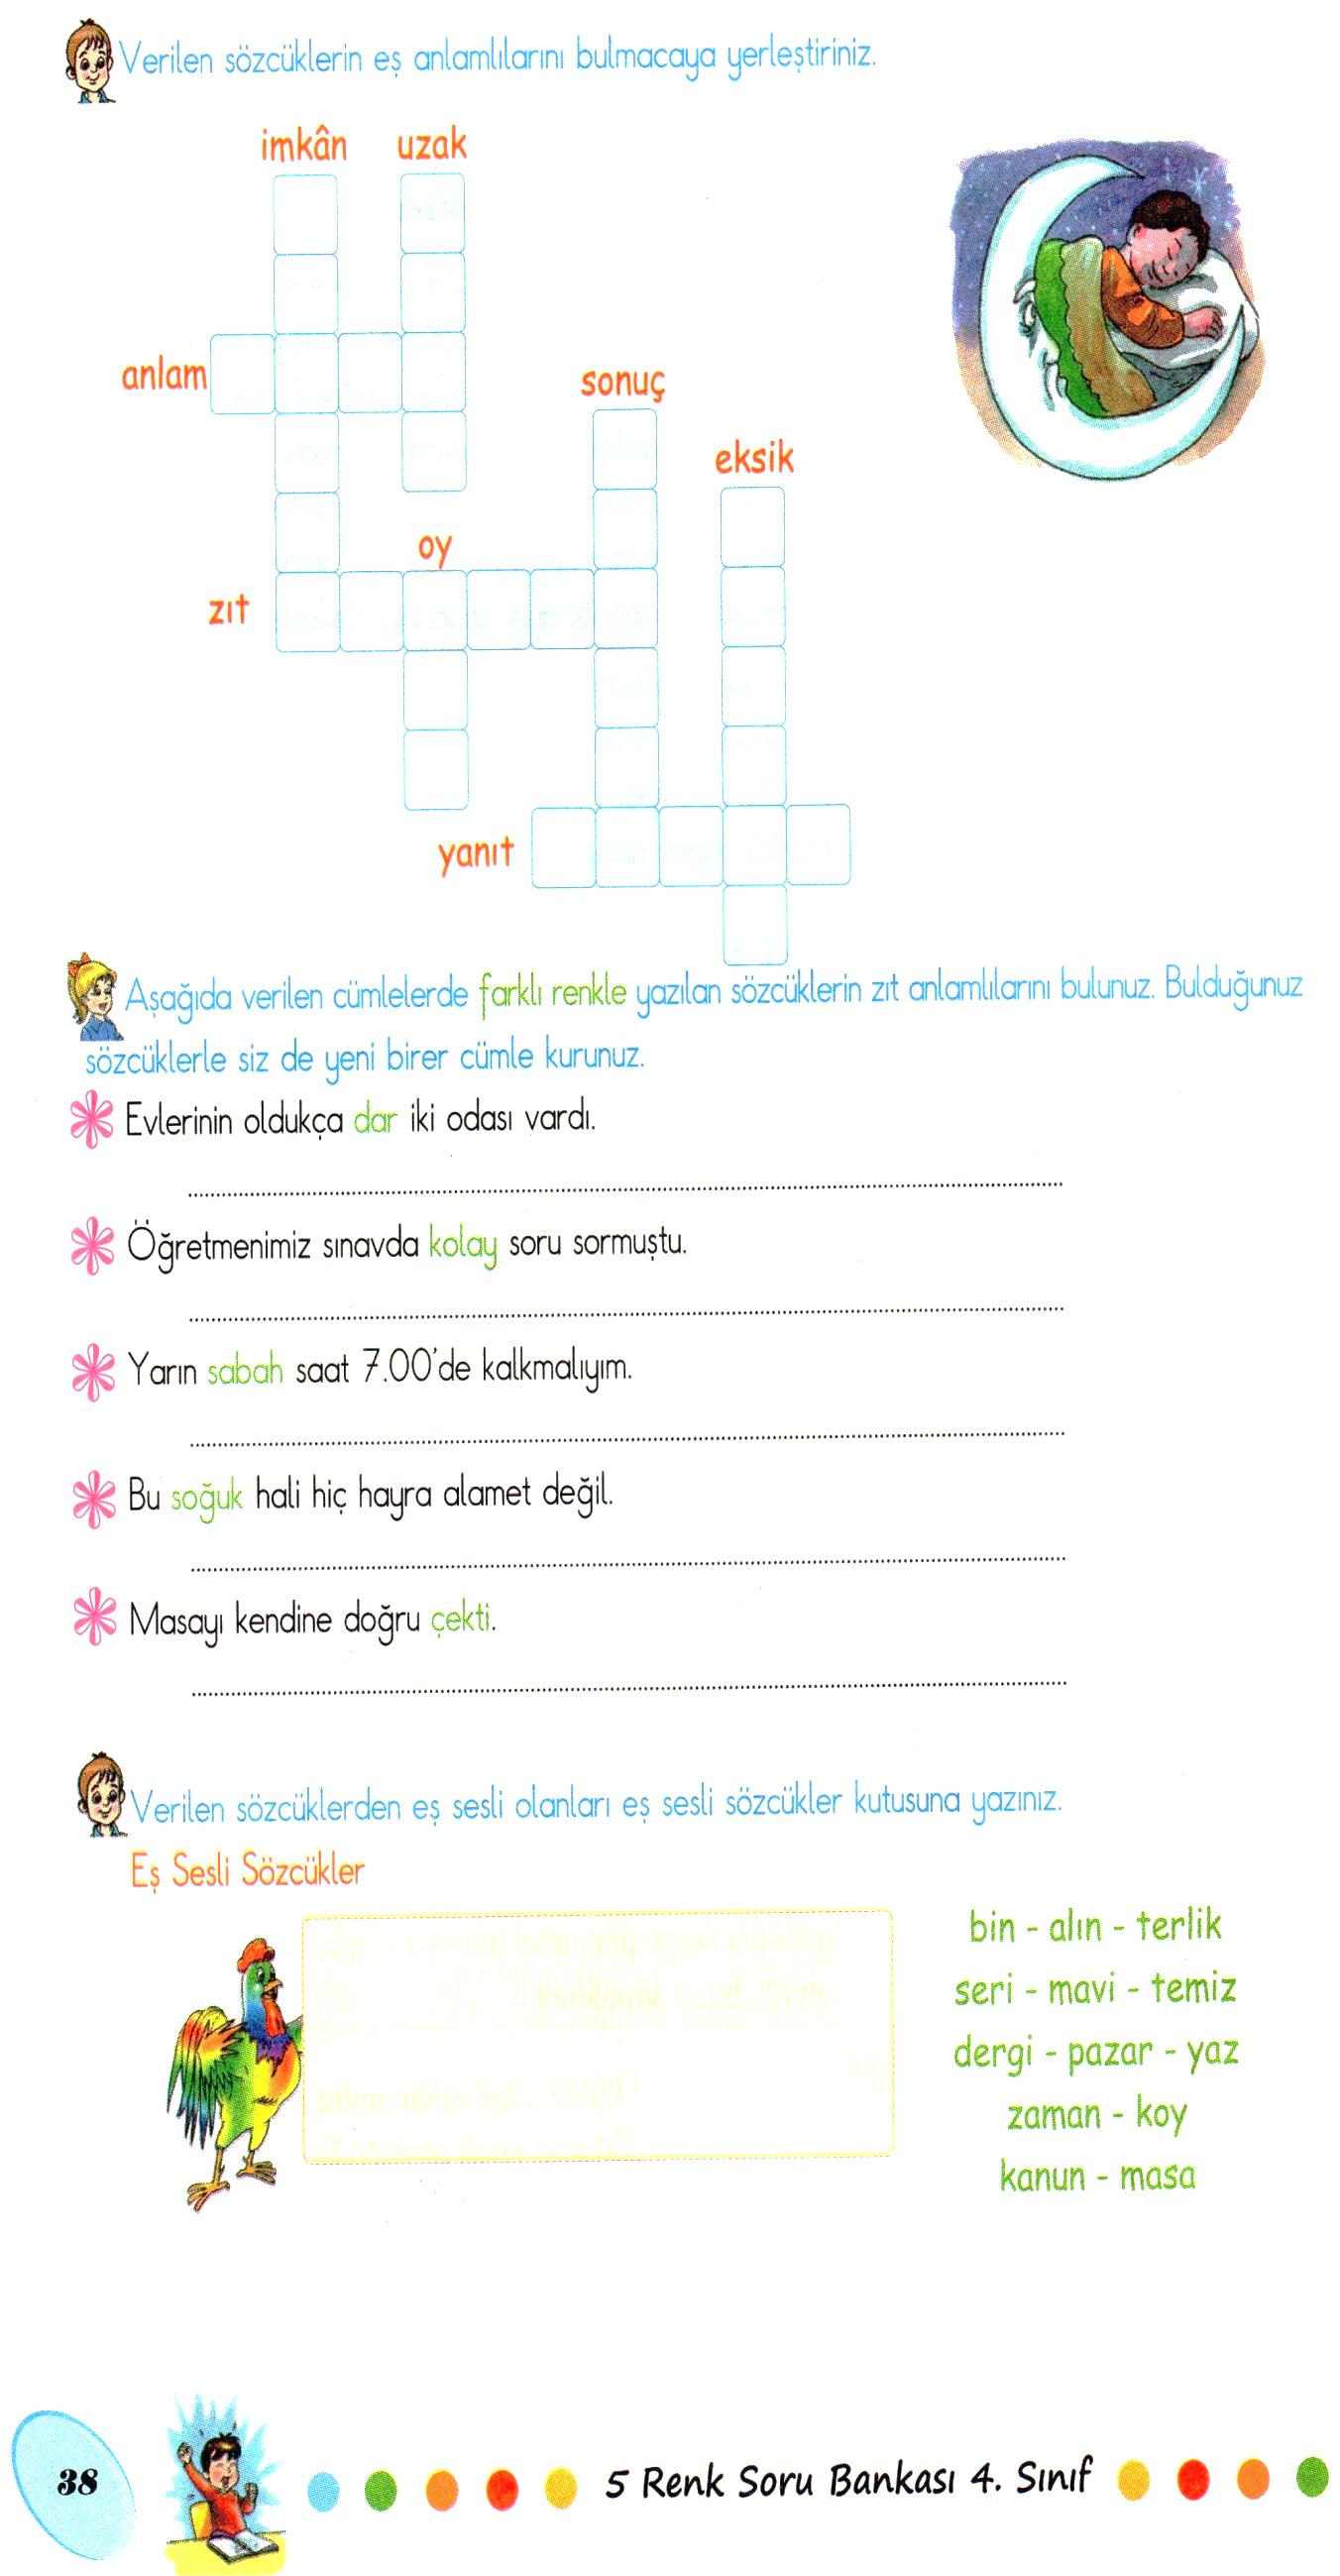 Verilen sözcüklerin eş anlamlılarını bulmacaya yerleştiriniz.
imkân uzak
anlam
sonuç
eksik
oy
zıt
yanıt
Aşağıda verilen cümlelerde farklı renkle yazılan sözcüklerin zıt anlamlılarını bulunuz. Bulduğunuz
sözcüklerle siz de yeni birer cümle kurunuz.
Evlerinin oldukça dar iki odası vardı.
Öğretmenimiz sınavda kolay soru sormuştu.
Yarın sabah saat 7.00'de kalkmalıyım.
Bu soğuk hali hiç hayra alamet değil.
Masayı kendine doğru çekti.
Verilen sözcüklerden eş sesli olanları eş sesli sözcükler kutusuna yazınız.
Eş Sesli Sözcükler
bin - alın - terlik
seri - mavi - temiz
dergi - pazar - yaz
zaman - koy
kanun - masa
38
5 Renk Soru Bankası 4. Sınıf